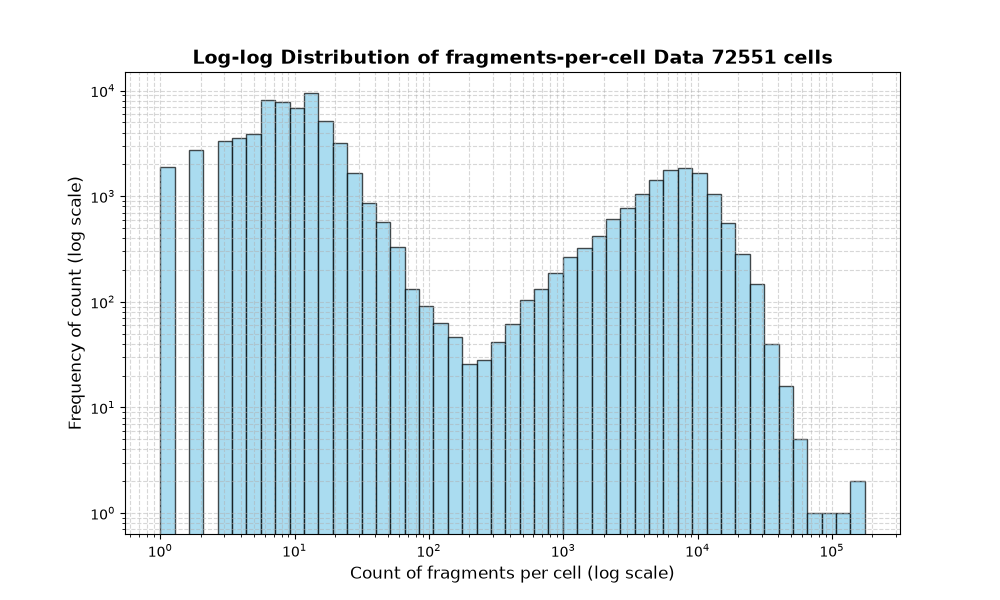 Log-log Distribution of fragments-per-cell Data 72551 cells
Frequency of count (log scale)
10⁴
10³
10²
10¹
10⁰
10⁰ 10¹ 10² 10³ 10⁴ 10⁵
Count of fragments per cell (log scale)